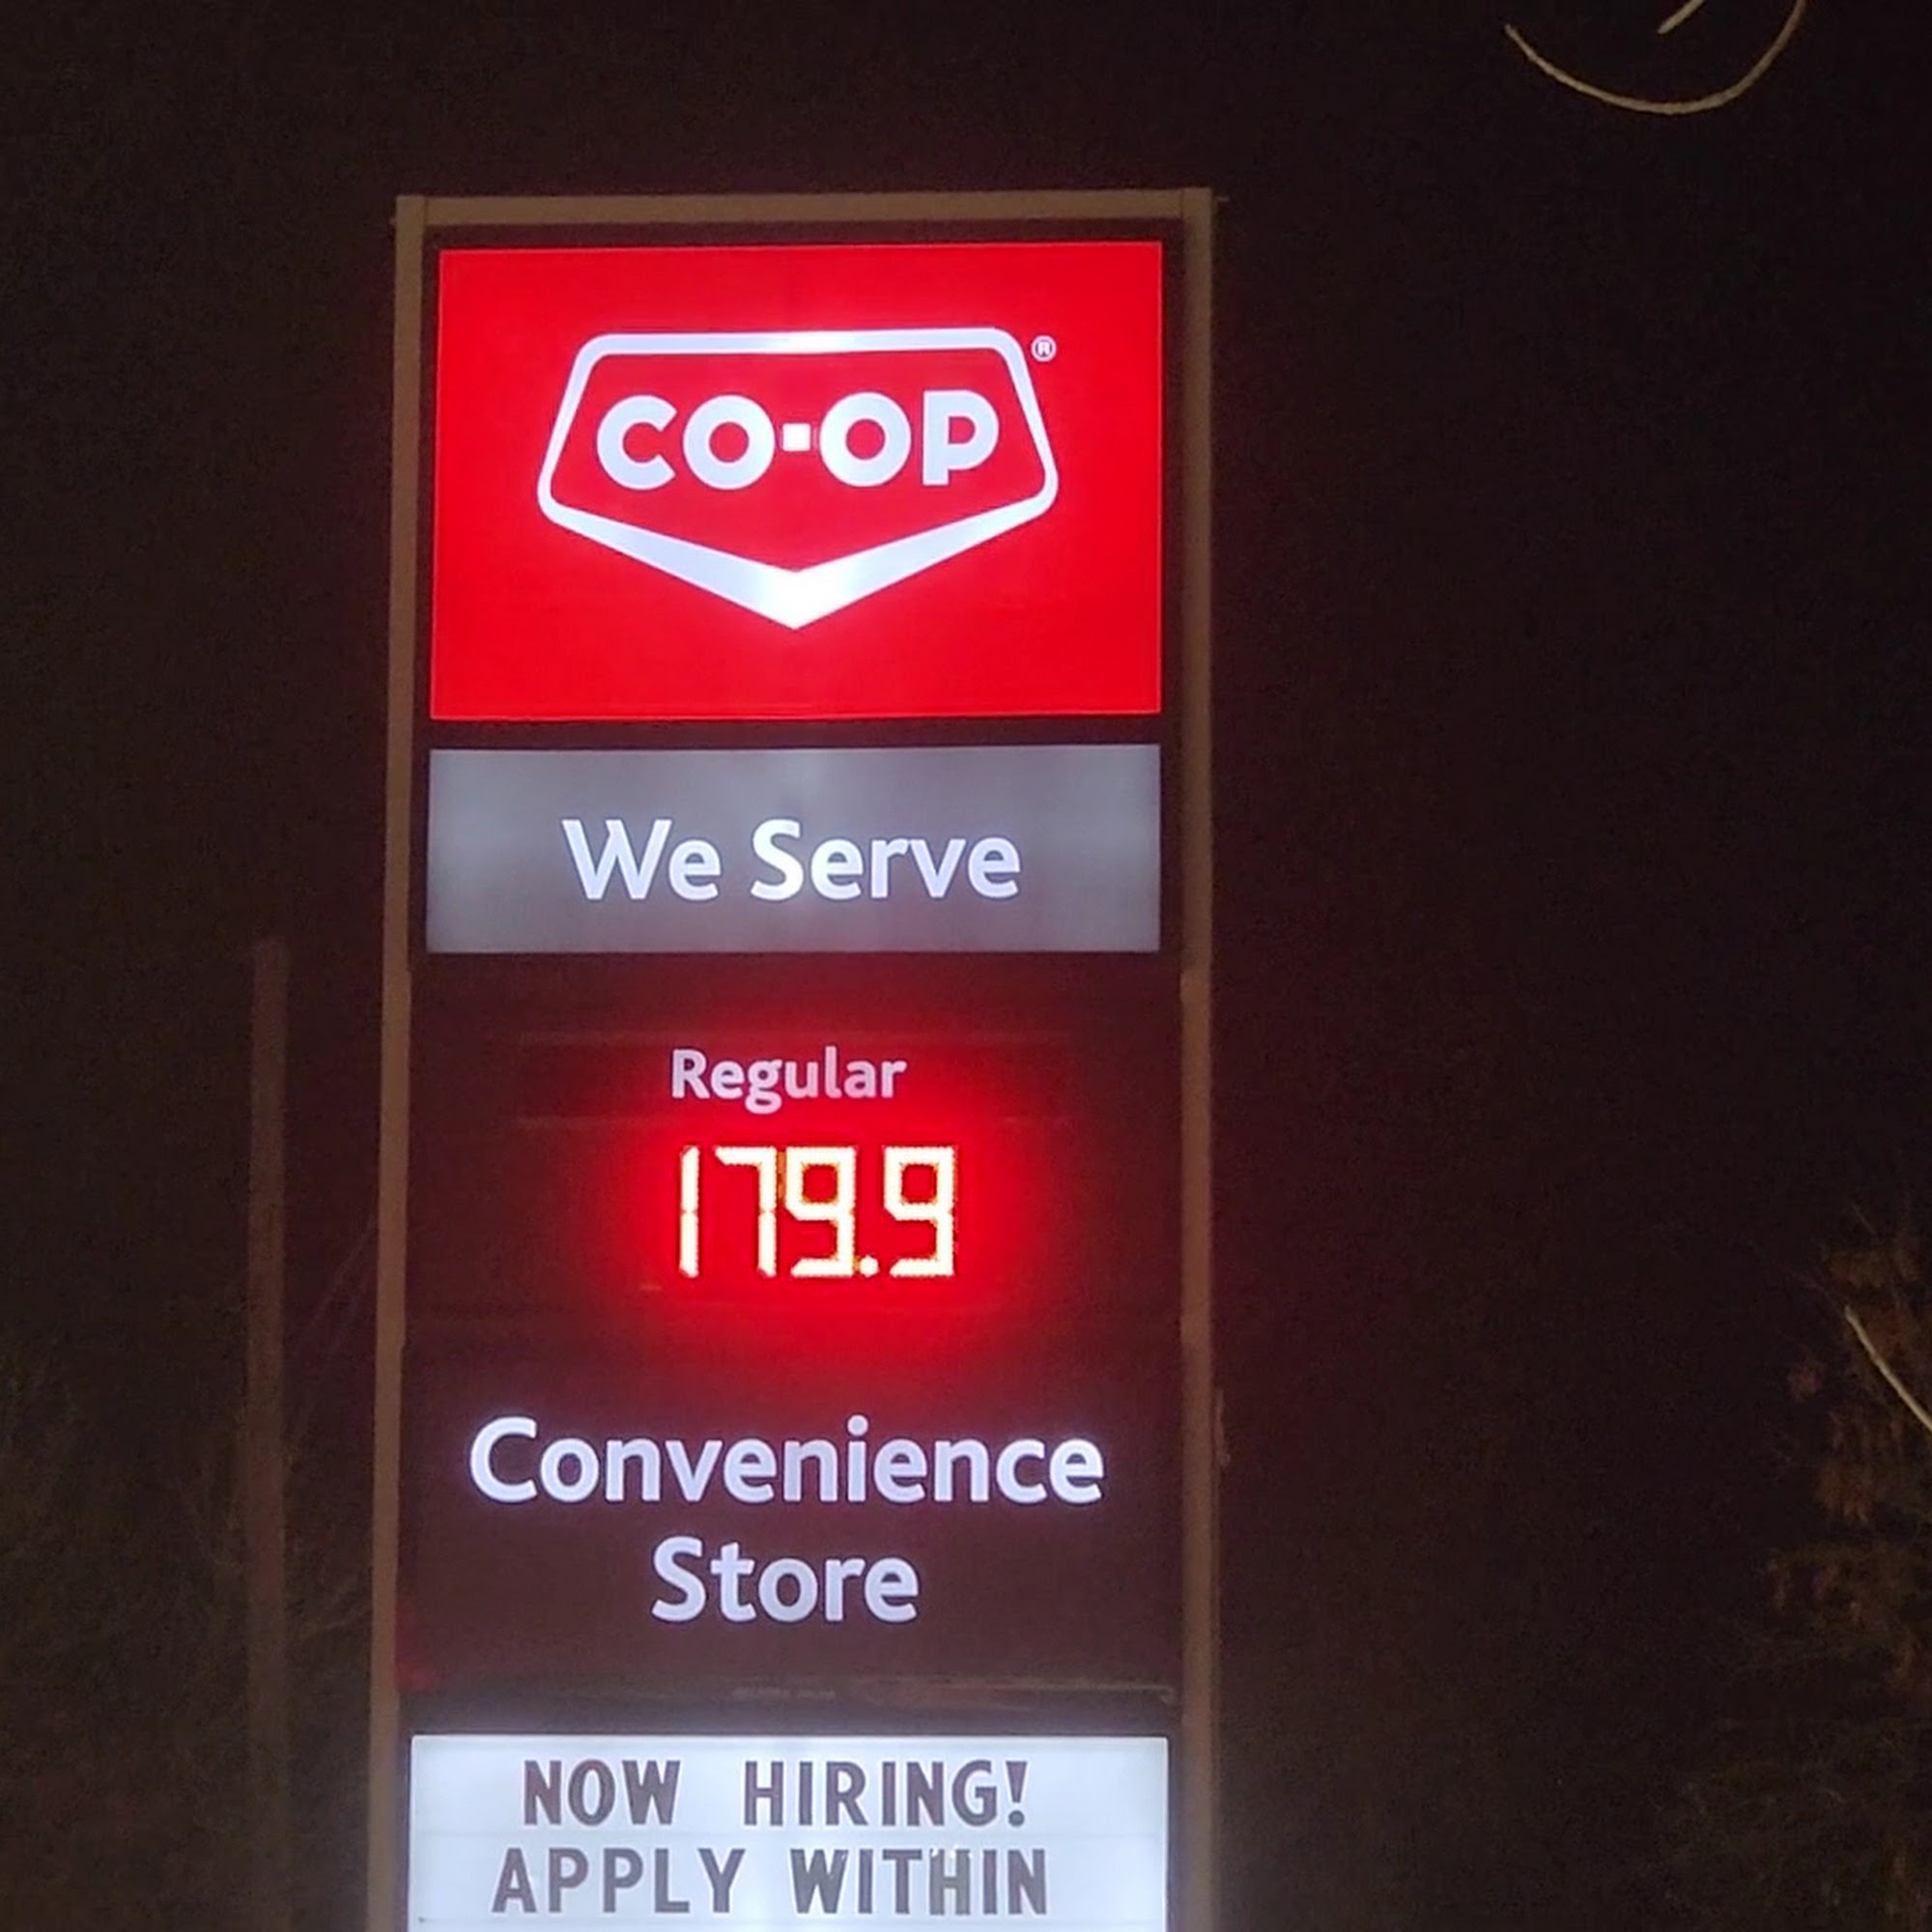 CO-OP®
We Serve
Regular
179.9
Convenience
Store
NOW HIRING!
APPLY WITHIN